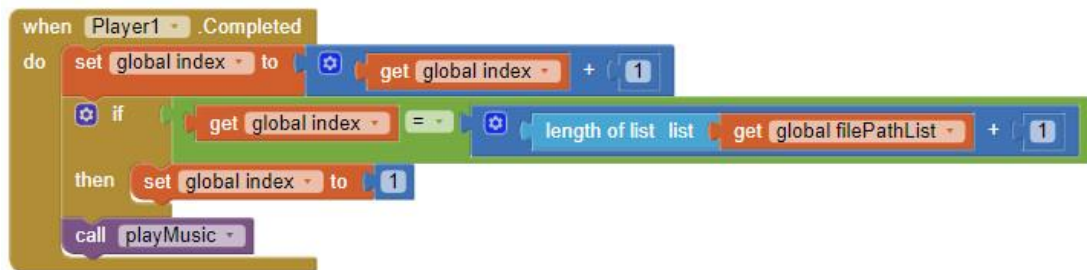 when Player1 .Completed
do set global index to get global index + 1
if get global index = length of list list get global filePathList + 1
then set global index to 1
call playMusic